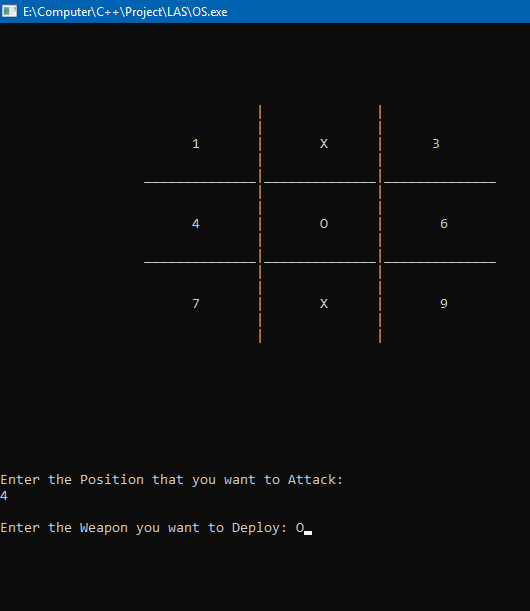 E:\Computer\C++\Project\LAS\OS.exe
1 X 3
4 O 6
7 X 9
Enter the Position that you want to Attack:
4
Enter the Weapon you want to Deploy: O